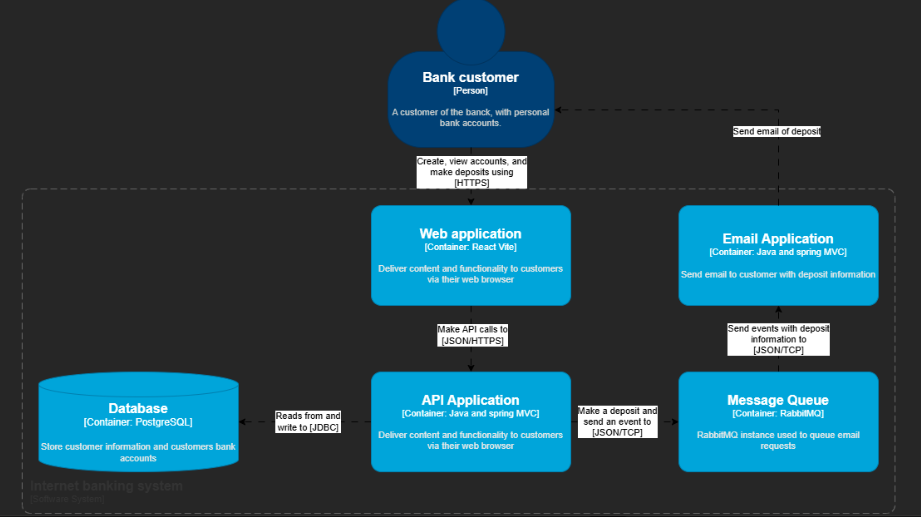 Bank customer
[Person]
A customer of the banck, with personal
bank accounts.
Send email of deposit
Create, view accounts, and
make deposits using
[HTTPS]
Web application
[Container: React Vite]
Deliver content and functionality to customers
via their web browser
Email Application
[Container: Java and spring MVC]
Send email to customer with deposit information
Make API calls to
[JSON/HTTPS]
Send events with deposit
information to
[JSON/TCP]
Database
[Container: PostgreSQL]
Store customer information and customers bank
accounts
Reads from and
write to [JDBC]
API Application
[Container: Java and spring MVC]
Deliver content and functionality to customers
via their web browser
Make a deposit and
send an event to
[JSON/TCP]
Message Queue
[Container: RabbitMQ]
RabbitMQ instance used to queue email
requests
Internet banking system
[Software System]